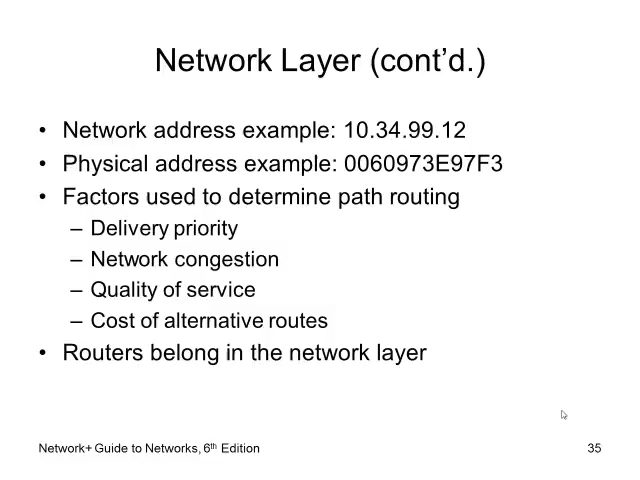 Network Layer (cont’d.)
• Network address example: 10.34.99.12
• Physical address example: 0060973E97F3
• Factors used to determine path routing
– Delivery priority
– Network congestion
– Quality of service
– Cost of alternative routes
• Routers belong in the network layer
Network+ Guide to Networks, 6th Edition
35